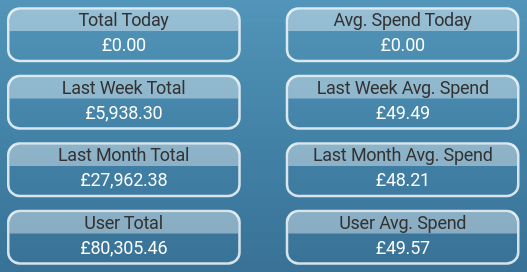 Total Today
£0.00
Avg. Spend Today
£0.00
Last Week Total
£5,938.30
Last Week Avg. Spend
£49.49
Last Month Total
£27,962.38
Last Month Avg. Spend
£48.21
User Total
£80,305.46
User Avg. Spend
£49.57